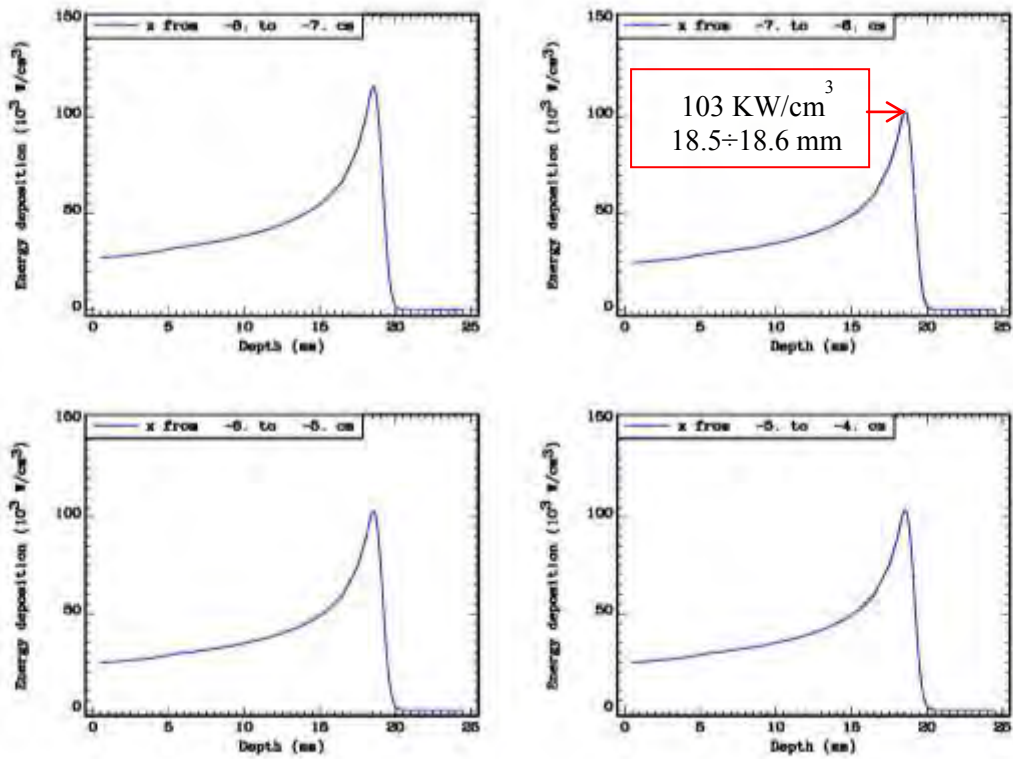 x from -8. to -7. cm
150
100
50
0
Energy deposition (10³ W/cm³)
0 5 10 15 20 25
Depth (mm)
x from -7. to -6. cm
150
100
50
0
Energy deposition (10³ W/cm³)
103 KW/cm³
18.5÷18.6 mm
0 5 10 15 20 25
Depth (mm)
x from -6. to -5. cm
150
100
50
0
Energy deposition (10³ W/cm³)
0 5 10 15 20 25
Depth (mm)
x from -5. to -4. cm
150
100
50
0
Energy deposition (10³ W/cm³)
0 5 10 15 20 25
Depth (mm)